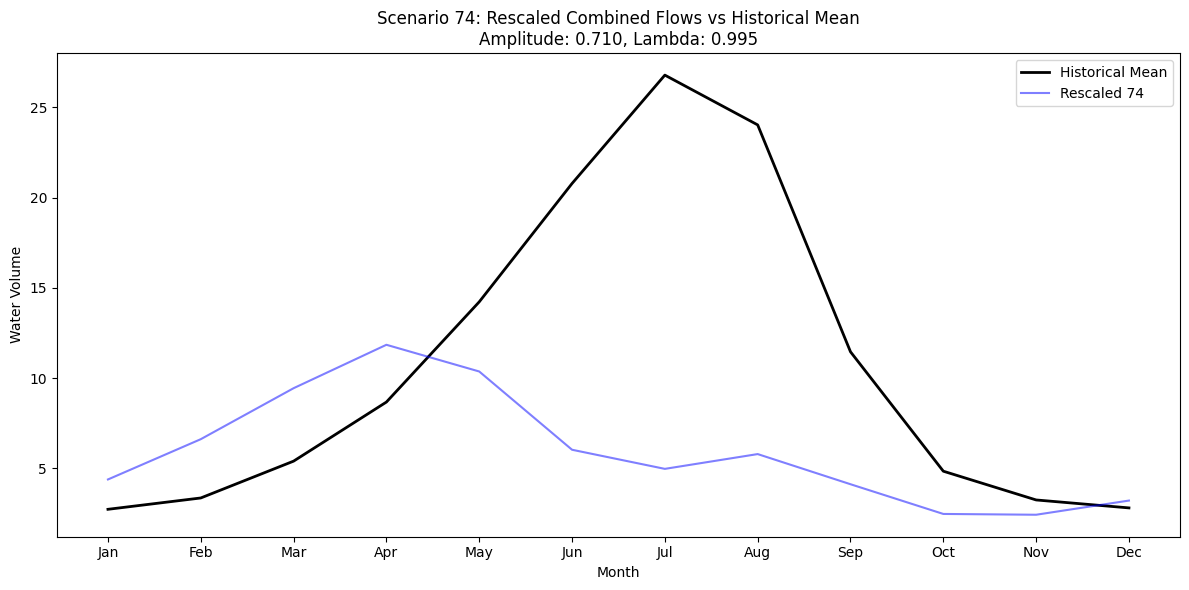 Scenario 74: Rescaled Combined Flows vs Historical Mean
Amplitude: 0.710, Lambda: 0.995
Historical Mean
Rescaled 74
Water Volume
25
20
15
10
5
Jan Feb Mar Apr May Jun Jul Aug Sep Oct Nov Dec
Month